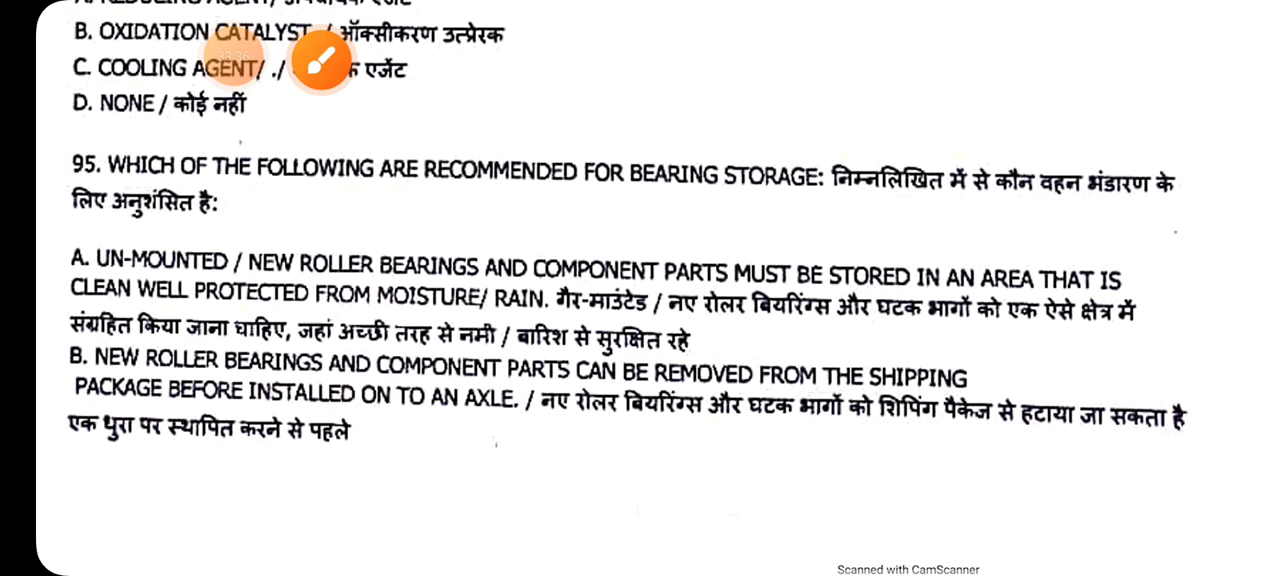 B. OXIDATION CATALYST / ऑक्सीकरण उत्प्रेरक
33:36
C. COOLING AGENT/ ./ एजेंट
D. NONE / कोई नहीं
95. WHICH OF THE FOLLOWING ARE RECOMMENDED FOR BEARING STORAGE: निम्नलिखित में से कौन वहन भंडारण के
लिए अनुशंसित है:
A. UN-MOUNTED / NEW ROLLER BEARINGS AND COMPONENT PARTS MUST BE STORED IN AN AREA THAT IS
CLEAN WELL PROTECTED FROM MOISTURE/ RAIN. गैर-माउंटेड / नए रोलर बियरिंग्स और घटक भागों को एक ऐसे क्षेत्र में
संग्रहित किया जाना चाहिए, जहां अच्छी तरह से नमी / बारिश से सुरक्षित रहे
B. NEW ROLLER BEARINGS AND COMPONENT PARTS CAN BE REMOVED FROM THE SHIPPING
PACKAGE BEFORE INSTALLED ON TO AN AXLE. / नए रोलर बियरिंग्स और घटक भागों को शिपिंग पैकेज से हटाया जा सकता है
एक धुरा पर स्थापित करने से पहले
Scanned with CamScanner